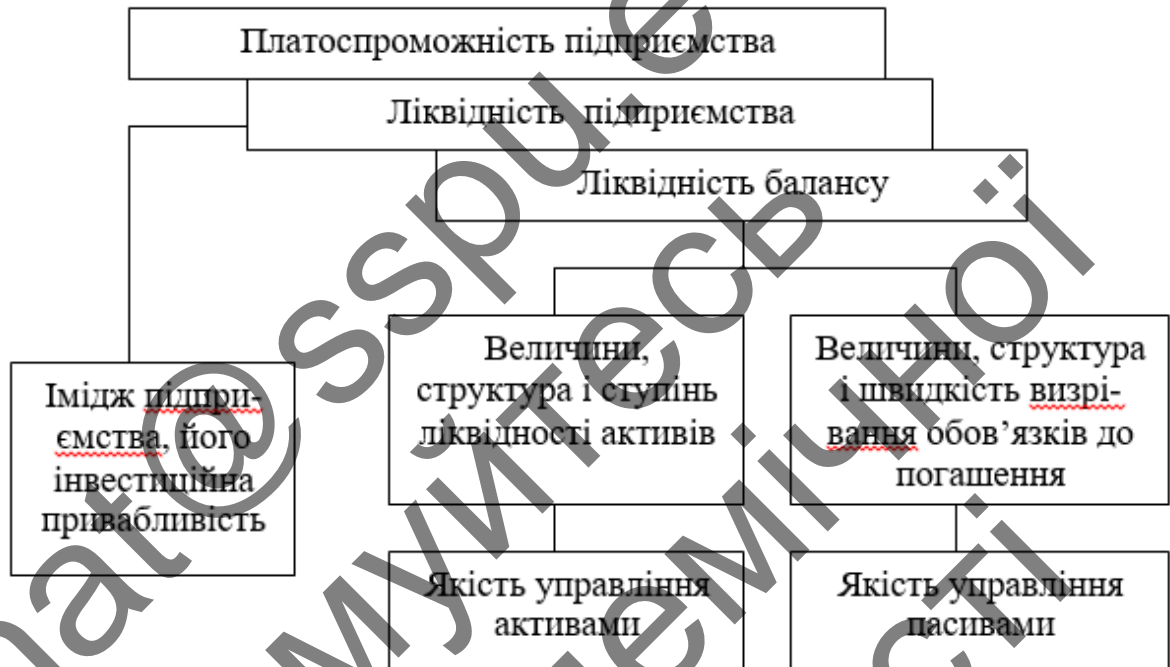 Платоспроможність підприємства
Ліквідність підприємства
Ліквідність балансу
Імідж підпри-
ємства, його
інвестиційна
привабливість
Величини,
структура і ступінь
ліквідності активів
Величини, структура
і швидкість визрі-
вання обов’язків до
погашення
Якість управління
активами
Якість управління
пасивами